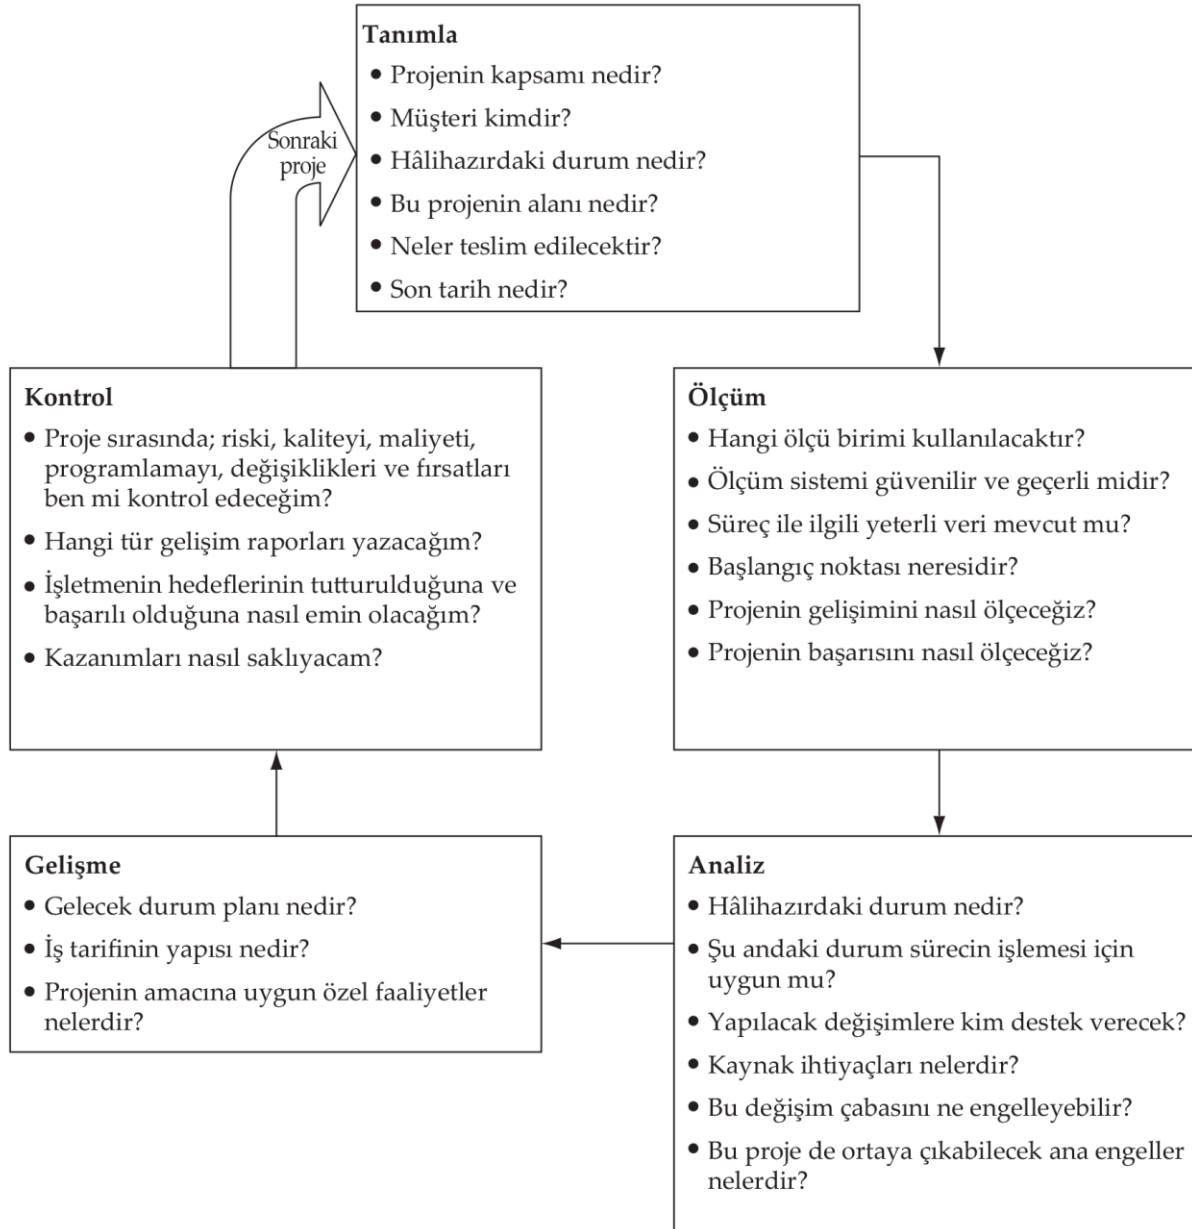 Tanımla
• Projenin kapsamı nedir?
• Müşteri kimdir?
• Hâlihazırdaki durum nedir?
• Bu projenin alanı nedir?
• Neler teslim edilecektir?
• Son tarih nedir?
Sonraki
proje
Ölçüm
• Hangi ölçü birimi kullanılacaktır?
• Ölçüm sistemi güvenilir ve geçerli midir?
• Süreç ile ilgili yeterli veri mevcut mu?
• Başlangıç noktası neresidir?
• Projenin gelişimini nasıl ölçeceğiz?
• Projenin başarısını nasıl ölçeceğiz?
Analiz
• Hâlihazırdaki durum nedir?
• Şu andaki durum sürecin işlemesi için
uygun mu?
• Yapılacak değişimlere kim destek verecek?
• Kaynak ihtiyaçları nelerdir?
• Bu değişim çabasını ne engelleyebilir?
• Bu proje de ortaya çıkabilecek ana engeller
nelerdir?
Gelişme
• Gelecek durum planı nedir?
• İş tarifinin yapısı nedir?
• Projenin amacına uygun özel faaliyetler
nelerdir?
Kontrol
• Proje sırasında; riski, kaliteyi, maliyeti,
programlamayı, değişiklikleri ve fırsatları
ben mi kontrol edeceğim?
• Hangi tür gelişim raporları yazacağım?
• İşletmenin hedeflerinin tutturulduğuna ve
başarılı olduğuna nasıl emin olacağım?
• Kazanımları nasıl saklıyacam?